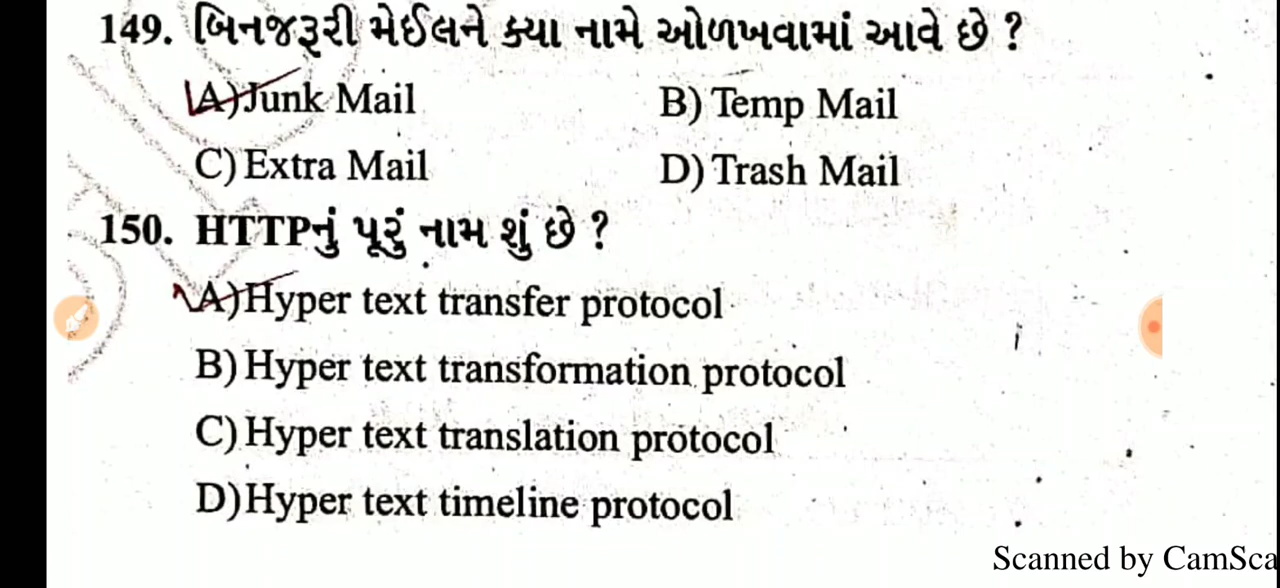 149. બિનજરૂરી મેઈલને ક્યા નામે ઓળખવામાં આવે છે ?
A) Junk Mail B) Temp Mail
C) Extra Mail D) Trash Mail
150. HTTPનું પૂરું નામ શું છે ?
A) Hyper text transfer protocol
B) Hyper text transformation protocol
C) Hyper text translation protocol
D) Hyper text timeline protocol
Scanned by CamSca